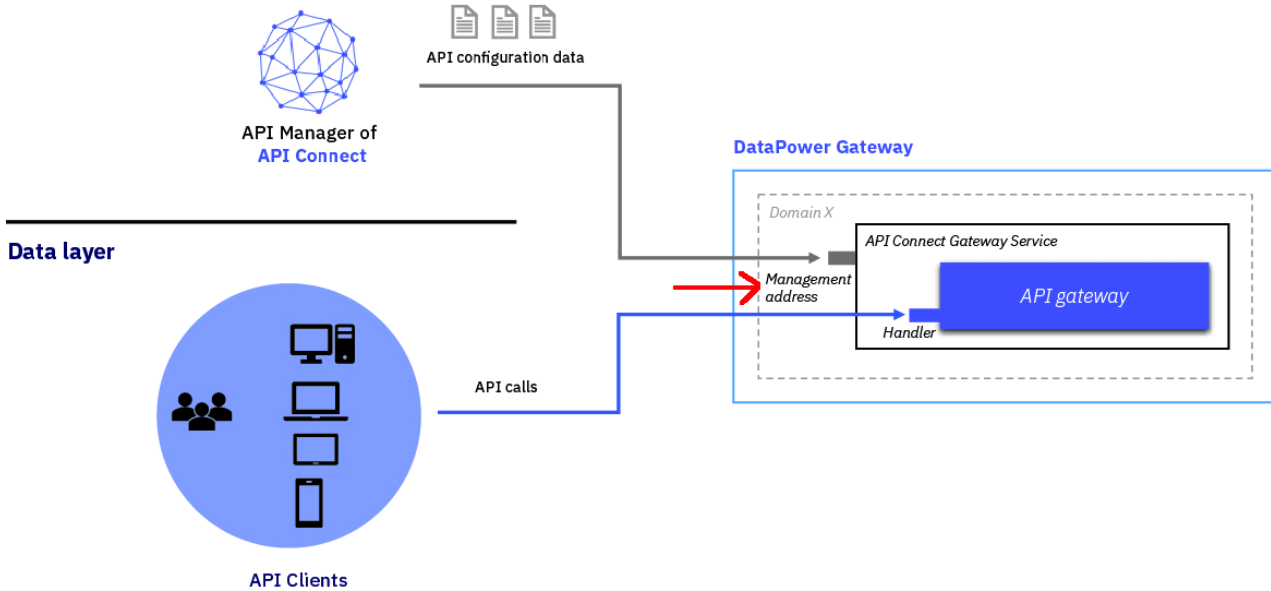 API configuration data
API Manager of
API Connect
DataPower Gateway
Domain X
API Connect Gateway Service
Data layer
Management
address
API gateway
Handler
API calls
API Clients